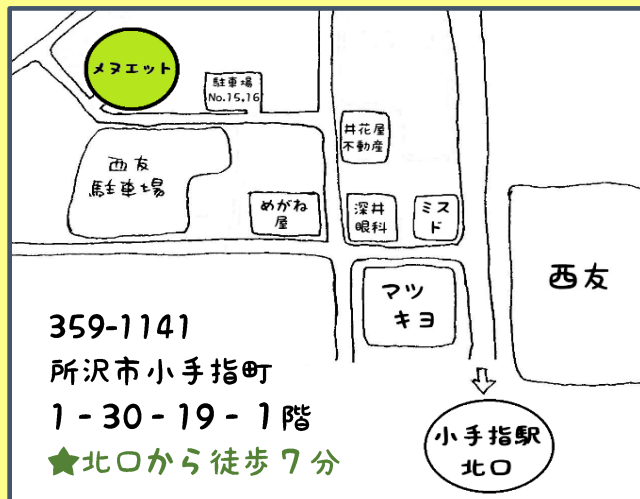 メヌエット
駐車場
No.15,16
井花屋
不動産
西友
駐車場
めがね
屋
深井
眼科
ミス
ド
西友
マツ
キヨ
359-1141
所沢市小手指町
1-30-19-1階
★北口から徒歩7分
小手指駅
北口